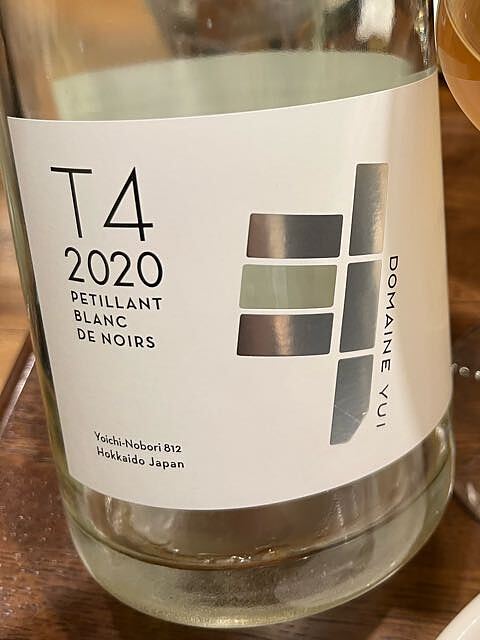 T4
2020
PETILLANT
BLANC
DE NOIRS
DOMAINE YUI
Yoichi-Nobori 812
Hokkaido Japan